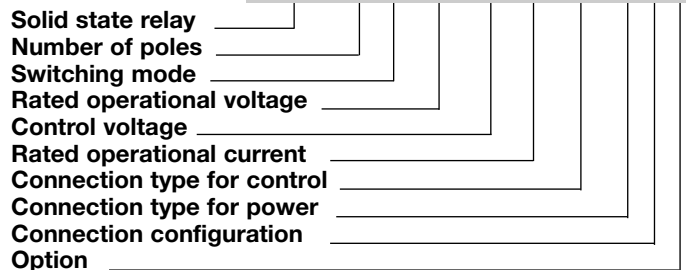 Solid state relay
Number of poles
Switching mode
Rated operational voltage
Control voltage
Rated operational current
Connection type for control
Connection type for power
Connection configuration
Option